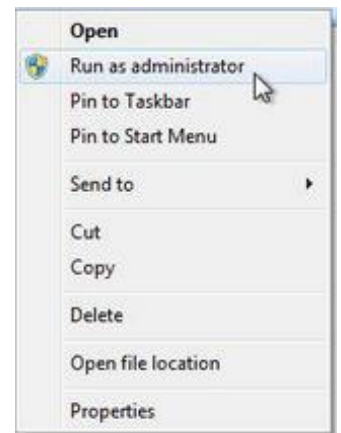 Open
Run as administrator
Pin to Taskbar
Pin to Start Menu
Send to
Cut
Copy
Delete
Open file location
Properties